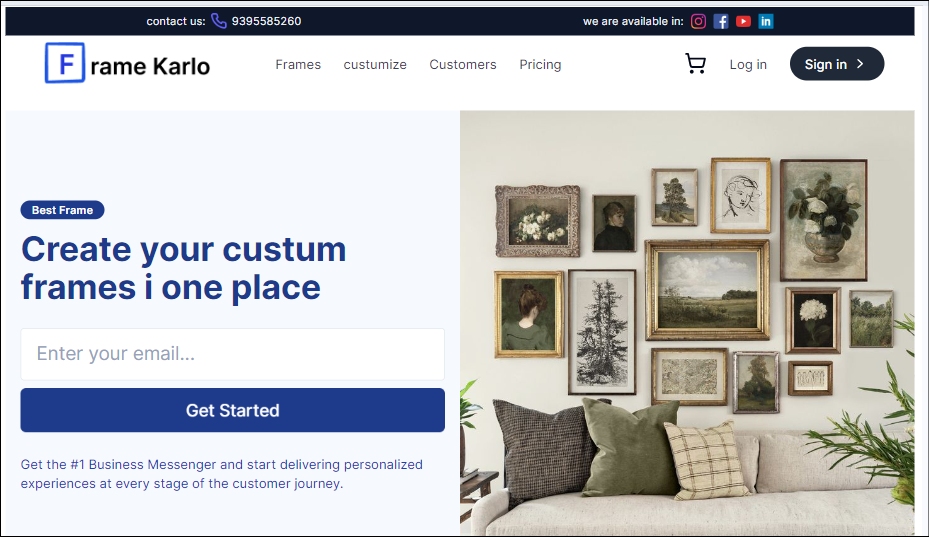 contact us: 9395585260 we are available in:
Frame Karlo Frames custumize Customers Pricing Log in Sign in
Best Frame
Create your custum
frames i one place
Enter your email...
Get Started
Get the #1 Business Messenger and start delivering personalized
experiences at every stage of the customer journey.